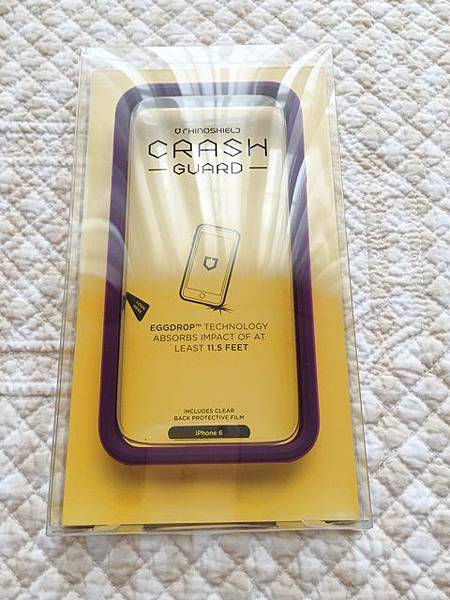 RHINOSHIELD
CRASH
GUARD
EGGDROP™ TECHNOLOGY
ABSORBS IMPACT OF AT
LEAST 11.5 FEET
INCLUDES CLEAR
BACK PROTECTIVE FILM
iPhone 6